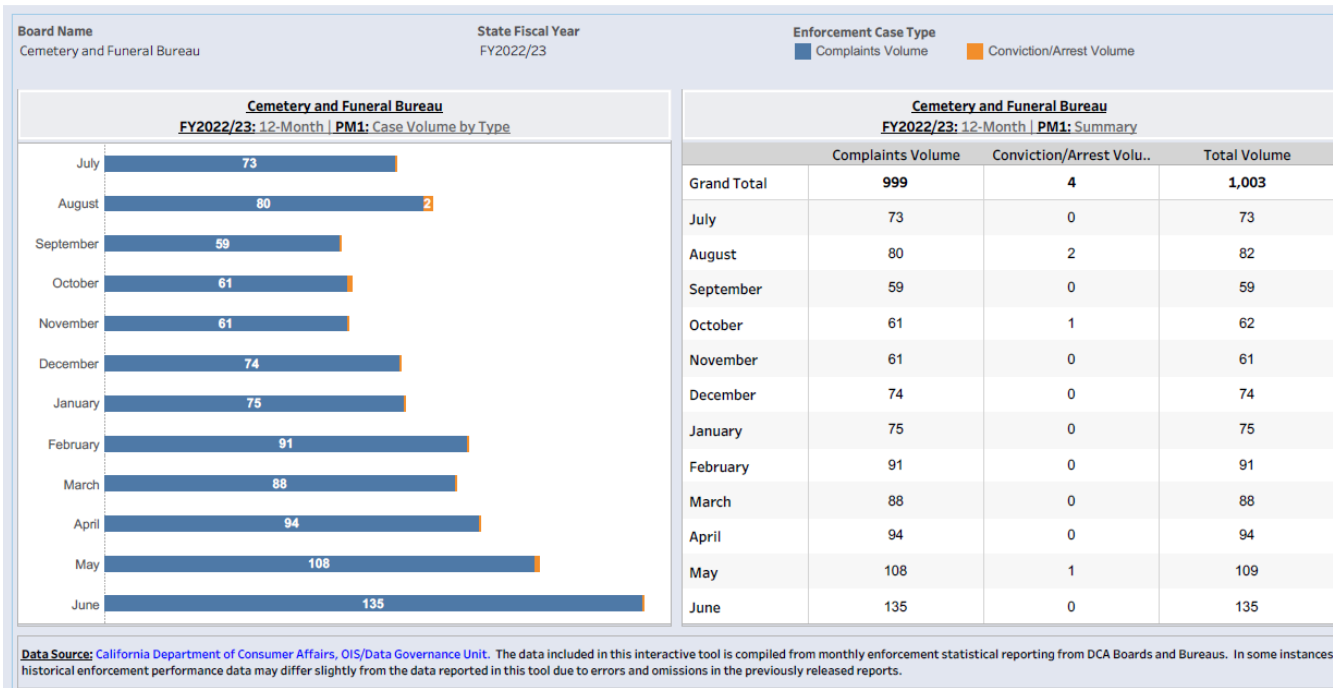 Board Name
Cemetery and Funeral Bureau
State Fiscal Year
FY2022/23
Enforcement Case Type
Complaints Volume
Conviction/Arrest Volume
Cemetery and Funeral Bureau
FY2022/23: 12-Month | PM1: Case Volume by Type
July 73
August 80 2
September 59
October 61
November 61
December 74
January 75
February 91
March 88
April 94
May 108
June 135
Cemetery and Funeral Bureau
FY2022/23: 12-Month | PM1: Summary
Complaints Volume Conviction/Arrest Volu.. Total Volume
Grand Total 999 4 1,003
July 73 0 73
August 80 2 82
September 59 0 59
October 61 1 62
November 61 0 61
December 74 0 74
January 75 0 75
February 91 0 91
March 88 0 88
April 94 0 94
May 108 1 109
June 135 0 135
Data Source: California Department of Consumer Affairs, OIS/Data Governance Unit. The data included in this interactive tool is compiled from monthly enforcement statistical reporting from DCA Boards and Bureaus. In some instances
historical enforcement performance data may differ slightly from the data reported in this tool due to errors and omissions in the previously released reports.